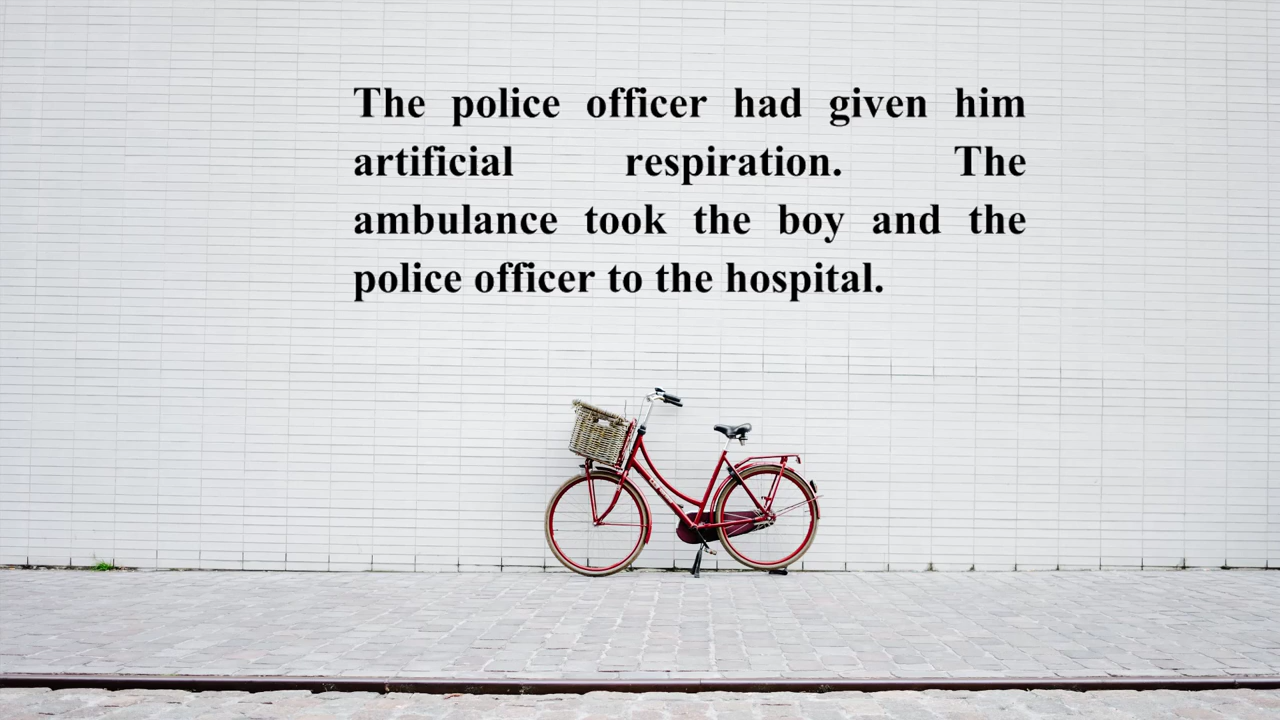 The police officer had given him
artificial respiration. The
ambulance took the boy and the
police officer to the hospital.